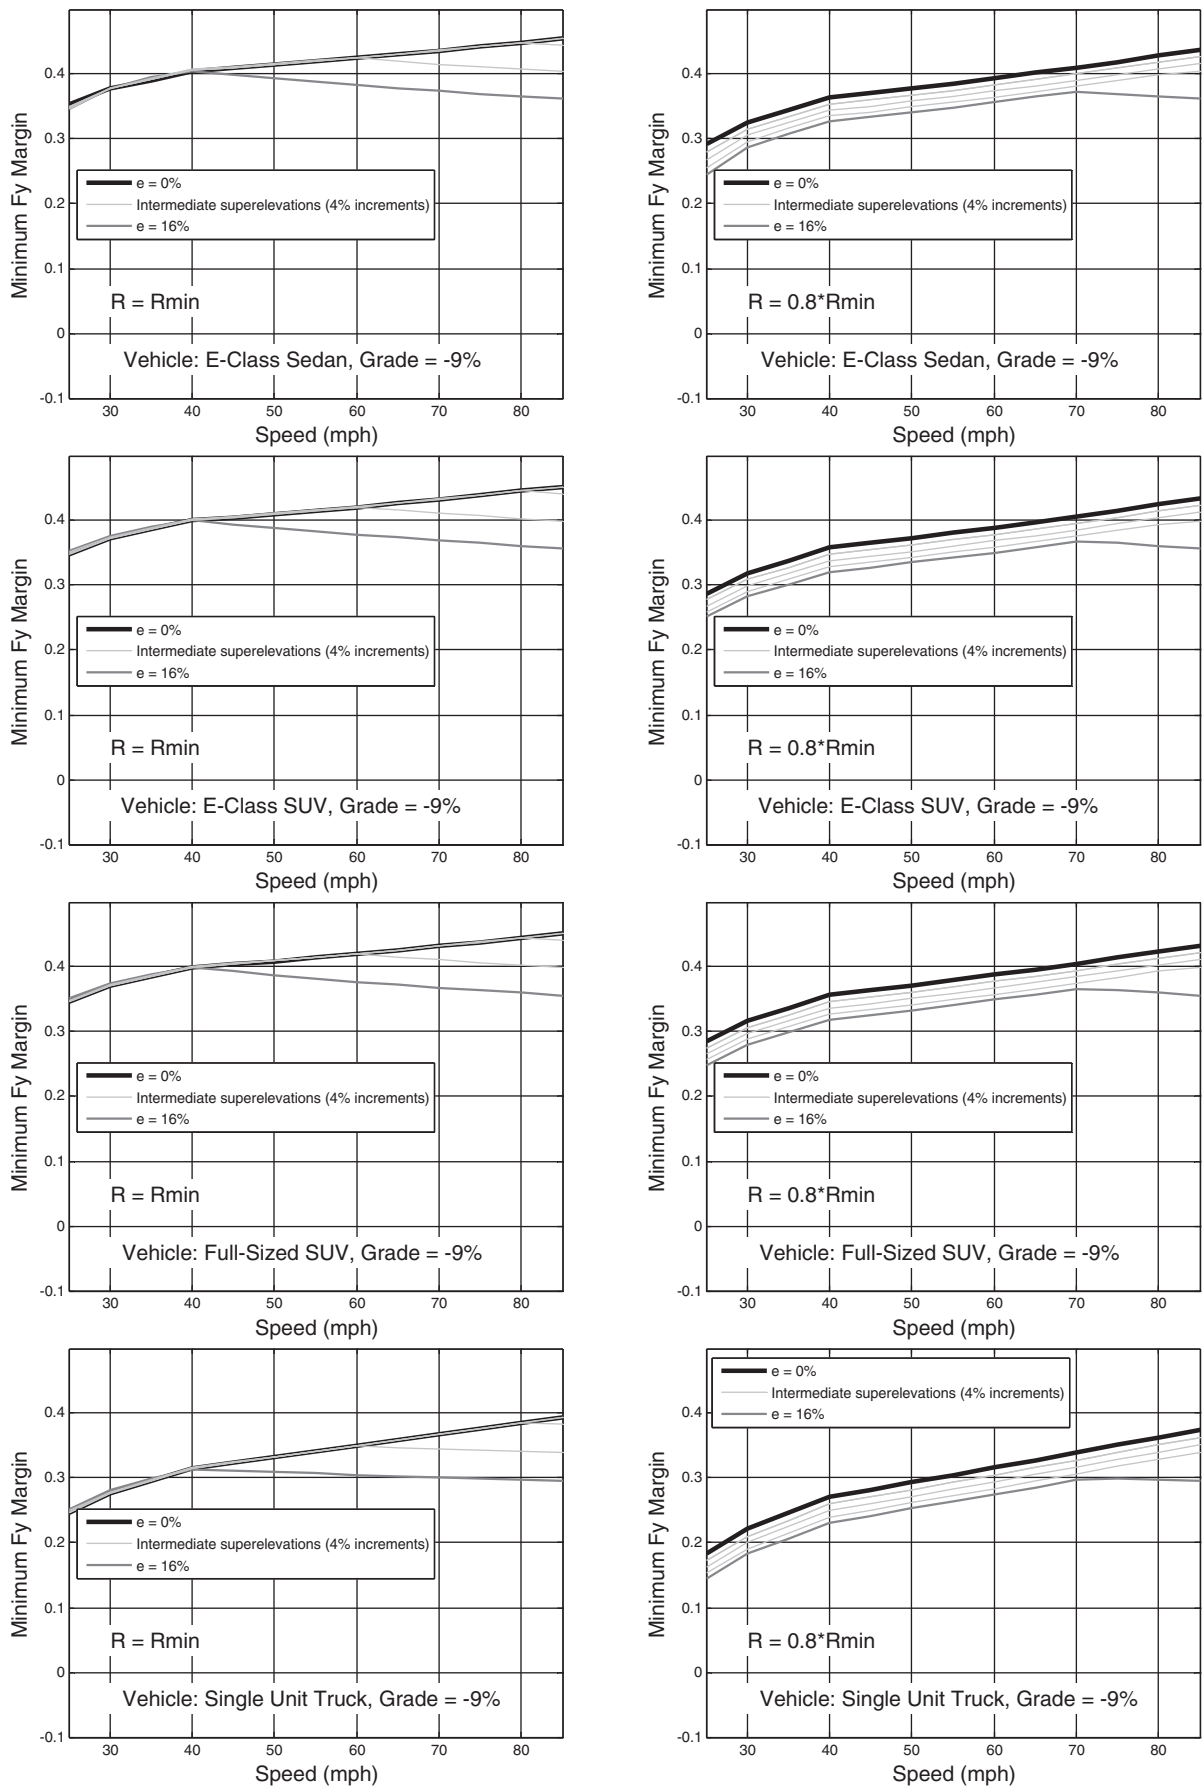 Minimum Fy Margin
0.4
0.3
0.2
0.1
0
-0.1
e = 0%
Intermediate superelevations (4% increments)
e = 16%
R = Rmin
Vehicle: E-Class Sedan, Grade = -9%
30 40 50 60 70 80
Speed (mph)
Minimum Fy Margin
0.4
0.3
0.2
0.1
0
-0.1
e = 0%
Intermediate superelevations (4% increments)
e = 16%
R = 0.8*Rmin
Vehicle: E-Class Sedan, Grade = -9%
30 40 50 60 70 80
Speed (mph)
Minimum Fy Margin
0.4
0.3
0.2
0.1
0
-0.1
e = 0%
Intermediate superelevations (4% increments)
e = 16%
R = Rmin
Vehicle: E-Class SUV, Grade = -9%
30 40 50 60 70 80
Speed (mph)
Minimum Fy Margin
0.4
0.3
0.2
0.1
0
-0.1
e = 0%
Intermediate superelevations (4% increments)
e = 16%
R = 0.8*Rmin
Vehicle: E-Class SUV, Grade = -9%
30 40 50 60 70 80
Speed (mph)
Minimum Fy Margin
0.4
0.3
0.2
0.1
0
-0.1
e = 0%
Intermediate superelevations (4% increments)
e = 16%
R = Rmin
Vehicle: Full-Sized SUV, Grade = -9%
30 40 50 60 70 80
Speed (mph)
Minimum Fy Margin
0.4
0.3
0.2
0.1
0
-0.1
e = 0%
Intermediate superelevations (4% increments)
e = 16%
R = 0.8*Rmin
Vehicle: Full-Sized SUV, Grade = -9%
30 40 50 60 70 80
Speed (mph)
Minimum Fy Margin
0.4
0.3
0.2
0.1
0
-0.1
e = 0%
Intermediate superelevations (4% increments)
e = 16%
R = Rmin
Vehicle: Single Unit Truck, Grade = -9%
30 40 50 60 70 80
Speed (mph)
Minimum Fy Margin
e = 0%
Intermediate superelevations (4% increments)
e = 16%
0.4
0.3
0.2
0.1
0
-0.1
R = 0.8*Rmin
Vehicle: Single Unit Truck, Grade = -9%
30 40 50 60 70 80
Speed (mph)